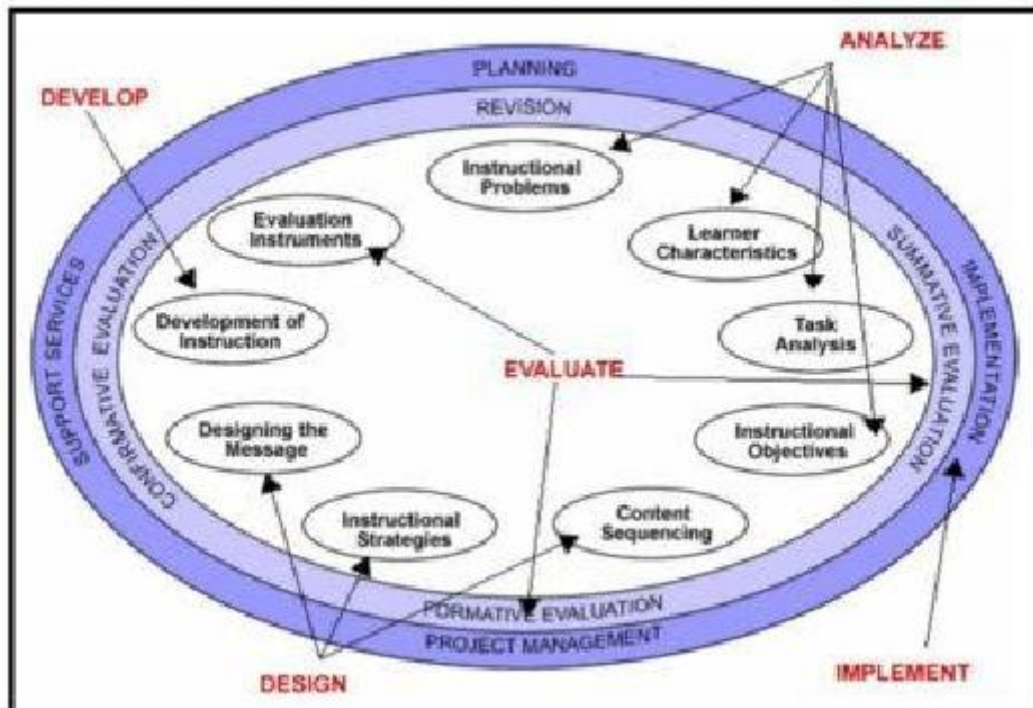 ANALYZE
PLANNING
DEVELOP
REVISION
Instructional
Problems
Evaluation
Instruments
Learner
Characteristics
SUPPORT SERVICES
CONFIRMATIVE EVALUATION
SUMMATIVE EVALUATION
IMPLEMENTATION
Development of
Instruction
Task
Analysis
EVALUATE
Designing the
Message
Instructional
Objectives
Instructional
Strategies
Content
Sequencing
FORMATIVE EVALUATION
PROJECT MANAGEMENT
DESIGN
IMPLEMENT